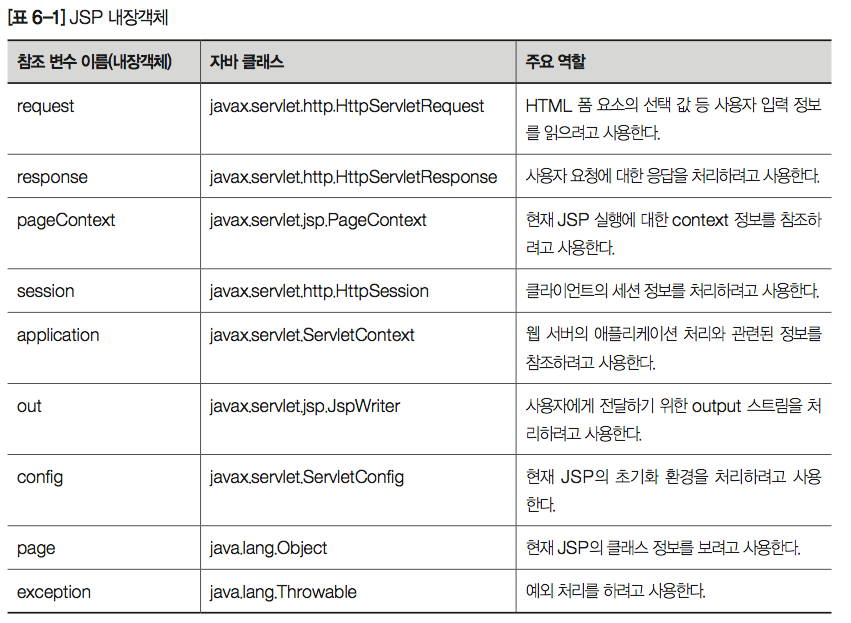 [표 6-1] JSP 내장객체
참조 변수 이름(내장객체) 자바 클래스 주요 역할
request javax.servlet.http.HttpServletRequest HTML 폼 요소의 선택 값 등 사용자 입력 정보
를 읽으려고 사용한다.
response javax.servlet.http.HttpServletResponse 사용자 요청에 대한 응답을 처리하려고 사용한다.
pageContext javax.servlet.jsp.PageContext 현재 JSP 실행에 대한 context 정보를 참조하
려고 사용한다.
session javax.servlet.http.HttpSession 클라이언트의 세션 정보를 처리하려고 사용한다.
application javax.servlet.ServletContext 웹 서버의 애플리케이션 처리와 관련된 정보를
참조하려고 사용한다.
out javax.servlet.jsp.JspWriter 사용자에게 전달하기 위한 output 스트림을 처
리하려고 사용한다.
config javax.servlet.ServletConfig 현재 JSP의 초기화 환경을 처리하려고 사용
한다.
page java.lang.Object 현재 JSP의 클래스 정보를 보려고 사용한다.
exception java.lang.Throwable 예외 처리를 하려고 사용한다.